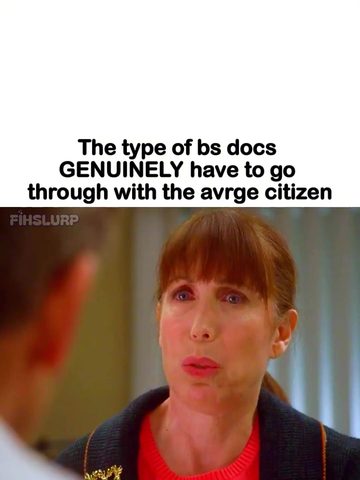 The type of bs docs
GENUINELY have to go
through with the avrge citizen
FIHSLURP